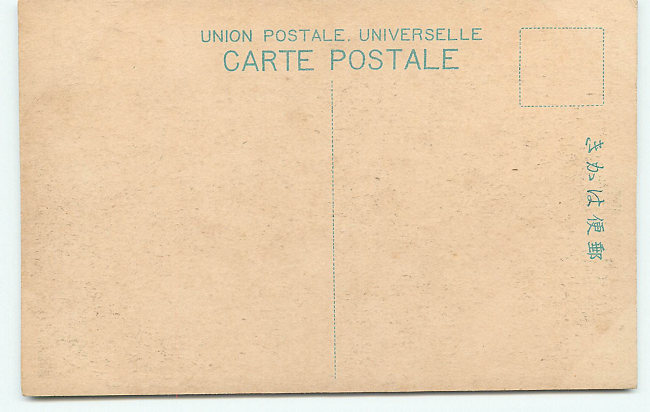 UNION POSTALE. UNIVERSELLE
CARTE POSTALE
郵便はかき